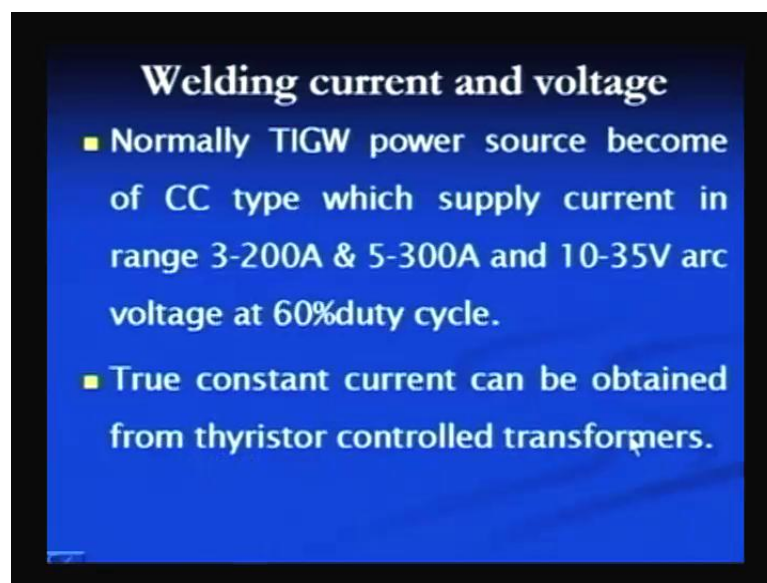 Welding current and voltage
Normally TIGW power source become
of CC type which supply current in
range 3-200A & 5-300A and 10-35V arc
voltage at 60%duty cycle.
True constant current can be obtained
from thyristor controlled transformers.